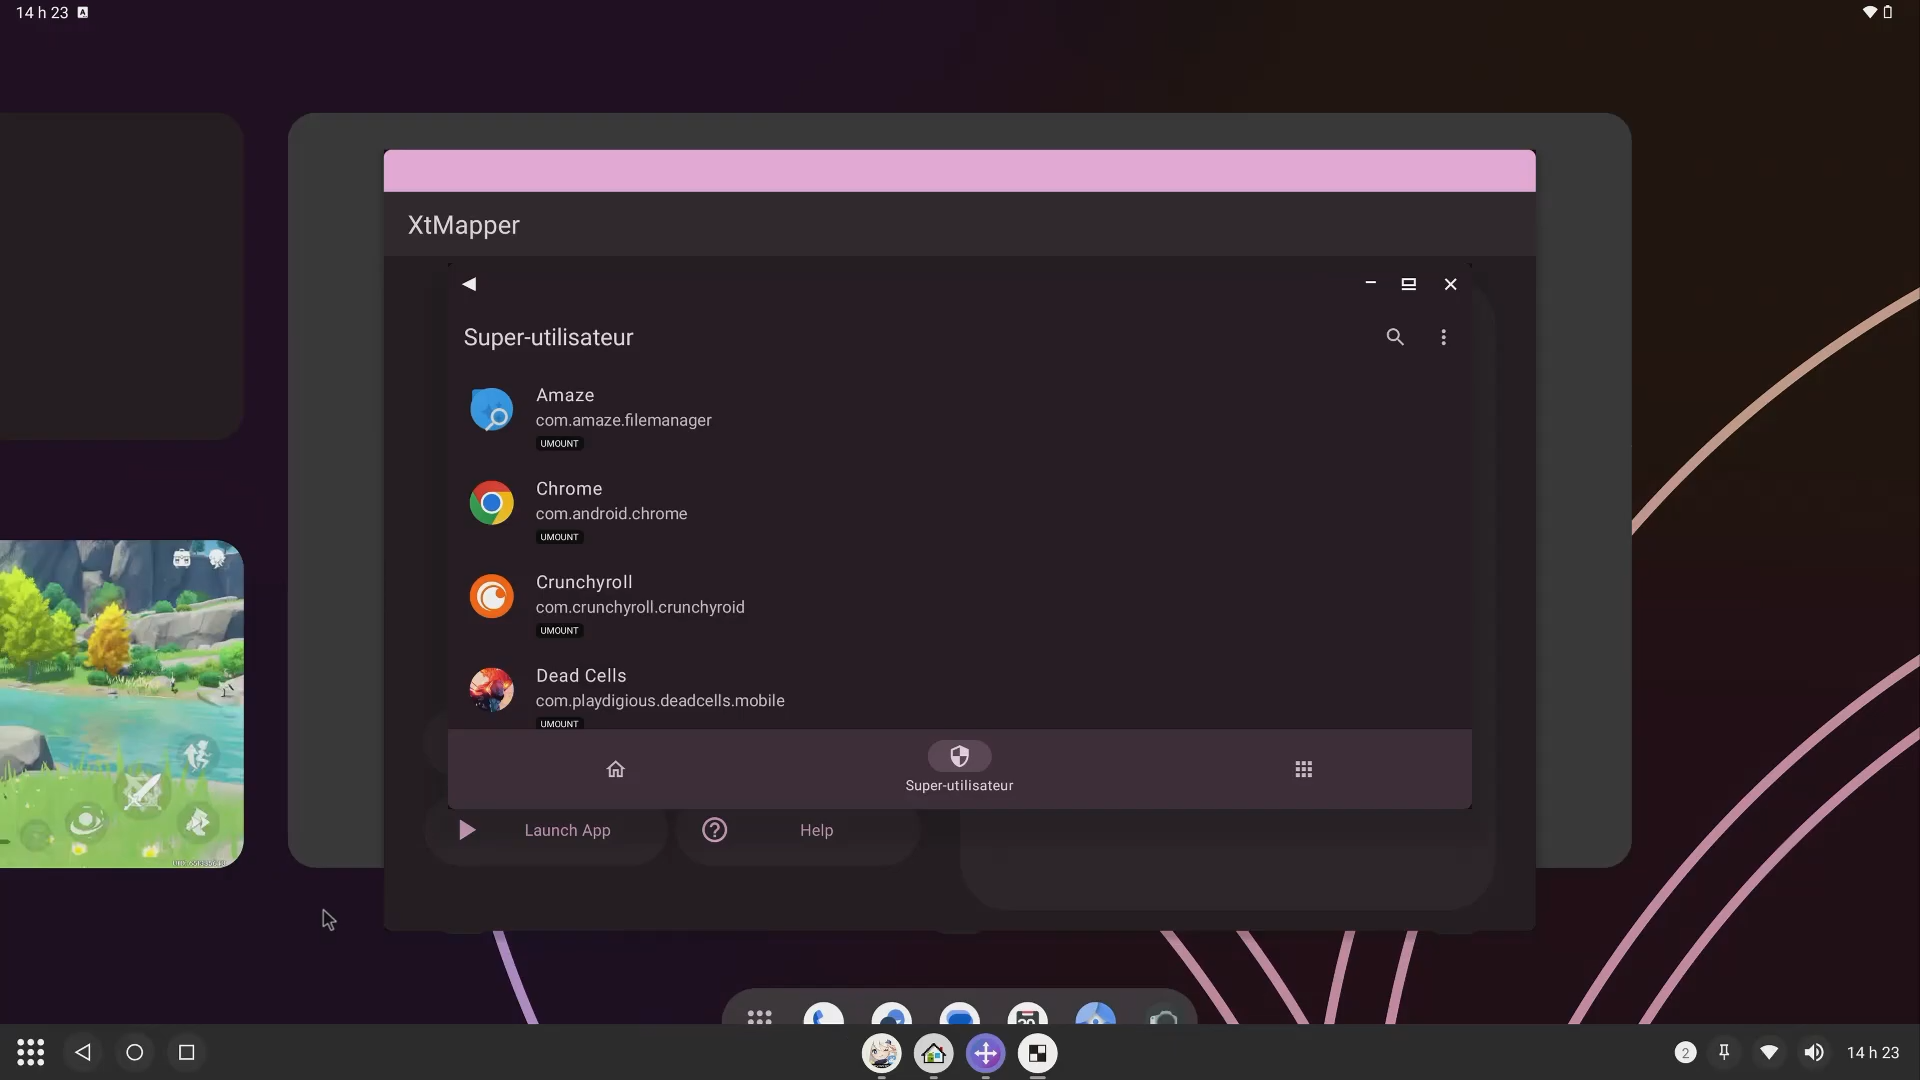 14 h 23
XtMapper
Super-utilisateur
Amaze
com.amaze.filemanager
UMOUNT
Chrome
com.android.chrome
UMOUNT
Crunchyroll
com.crunchyroll.crunchyroid
UMOUNT
Dead Cells
com.playdigious.deadcells.mobile
UMOUNT
Super-utilisateur
Launch App
Help
2
14 h 23